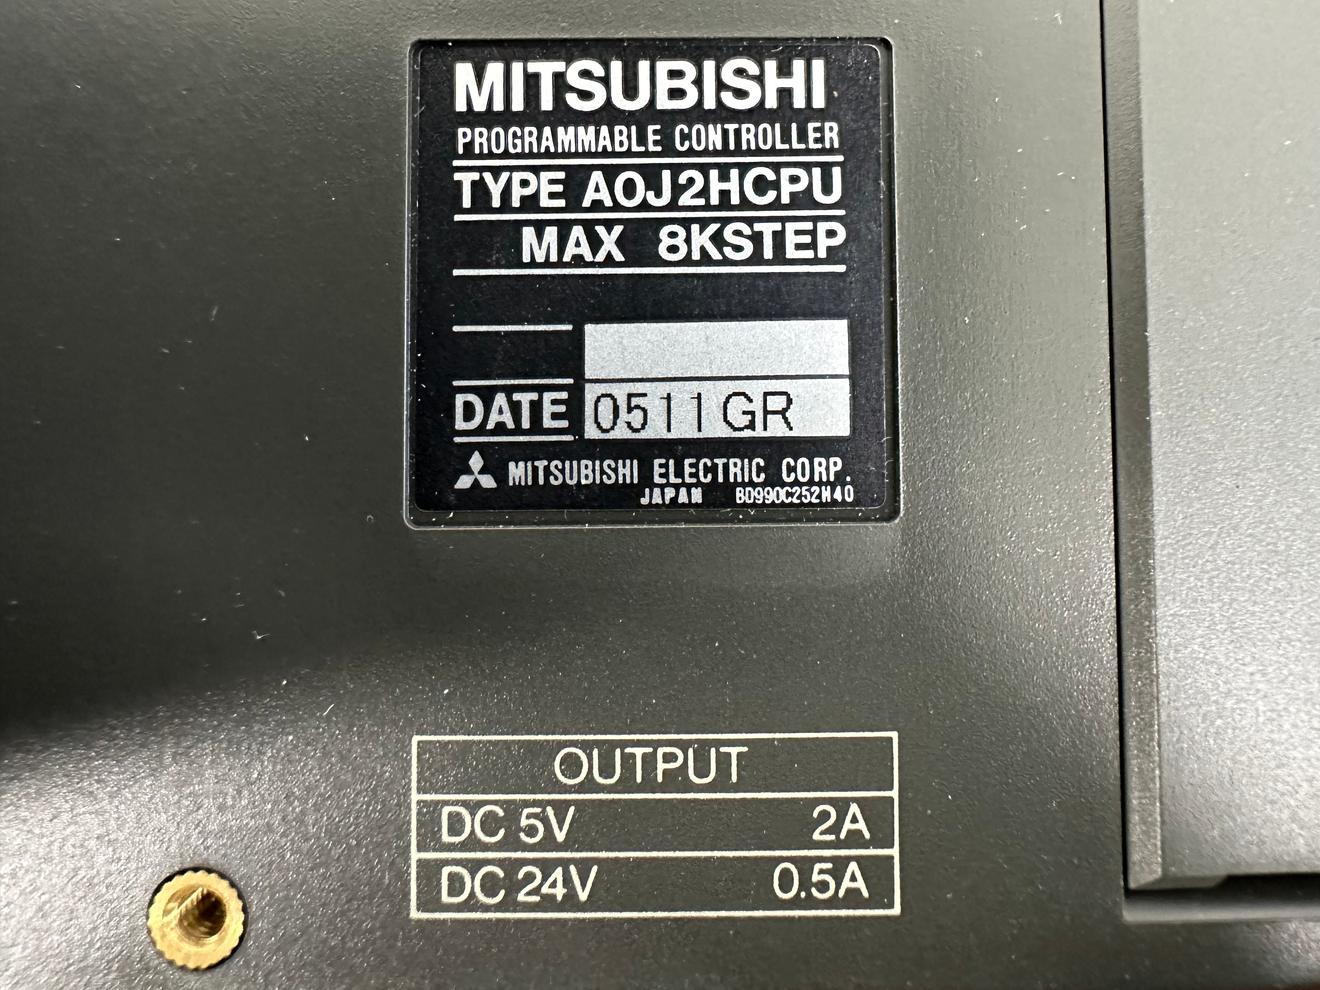 MITSUBISHI
PROGRAMMABLE CONTROLLER
TYPE A0J2HCPU
MAX 8KSTEP
DATE 0511GR
MITSUBISHI ELECTRIC CORP.
JAPAN BD990C252H40
OUTPUT
DC 5V 2A
DC 24V 0.5A